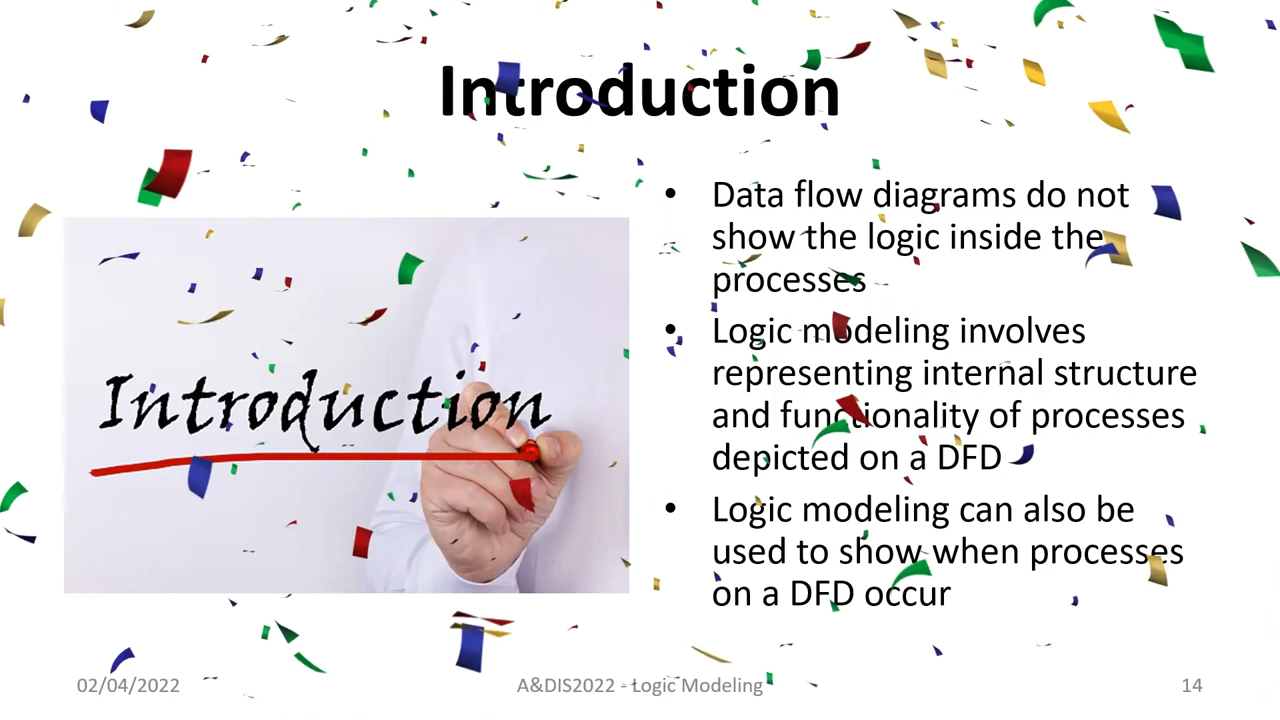 Introduction
• Data flow diagrams do not
show the logic inside the
processes
• Logic modeling involves
representing internal structure
and functionality of processes
depicted on a DFD
• Logic modeling can also be
used to show when processes
on a DFD occur
Introduction
02/04/2022
A&DIS2022 - Logic Modeling
14